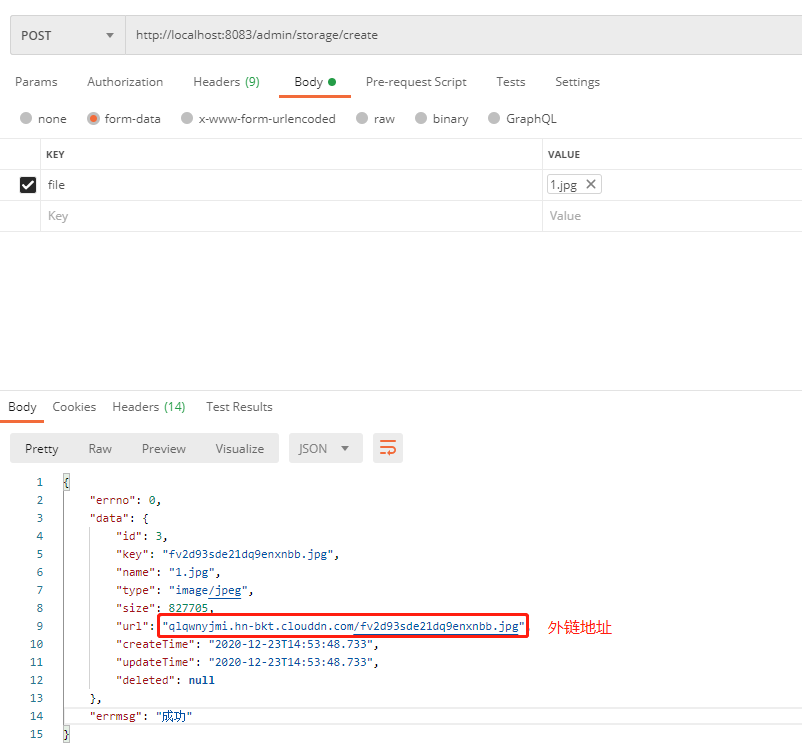 POST http://localhost:8083/admin/storage/create
Params Authorization Headers (9) Body Pre-request Script Tests Settings
none form-data x-www-form-urlencoded raw binary GraphQL
KEY VALUE
file 1.jpg
Key Value
Body Cookies Headers (14) Test Results
Pretty Raw Preview Visualize JSON
1 {
2 "errno": 0,
3 "data": {
4 "id": 3,
5 "key": "fv2d93sde21dq9enxnbb.jpg",
6 "name": "1.jpg",
7 "type": "image/jpeg",
8 "size": 827705,
9 "url": "qlqwnyjmi.hn-bkt.clouddn.com/fv2d93sde21dq9enxnbb.jpg" 外链地址
10 "createTime": "2020-12-23T14:53:48.733",
11 "updateTime": "2020-12-23T14:53:48.733",
12 "deleted": null
13 },
14 "errmsg": "成功"
15 }